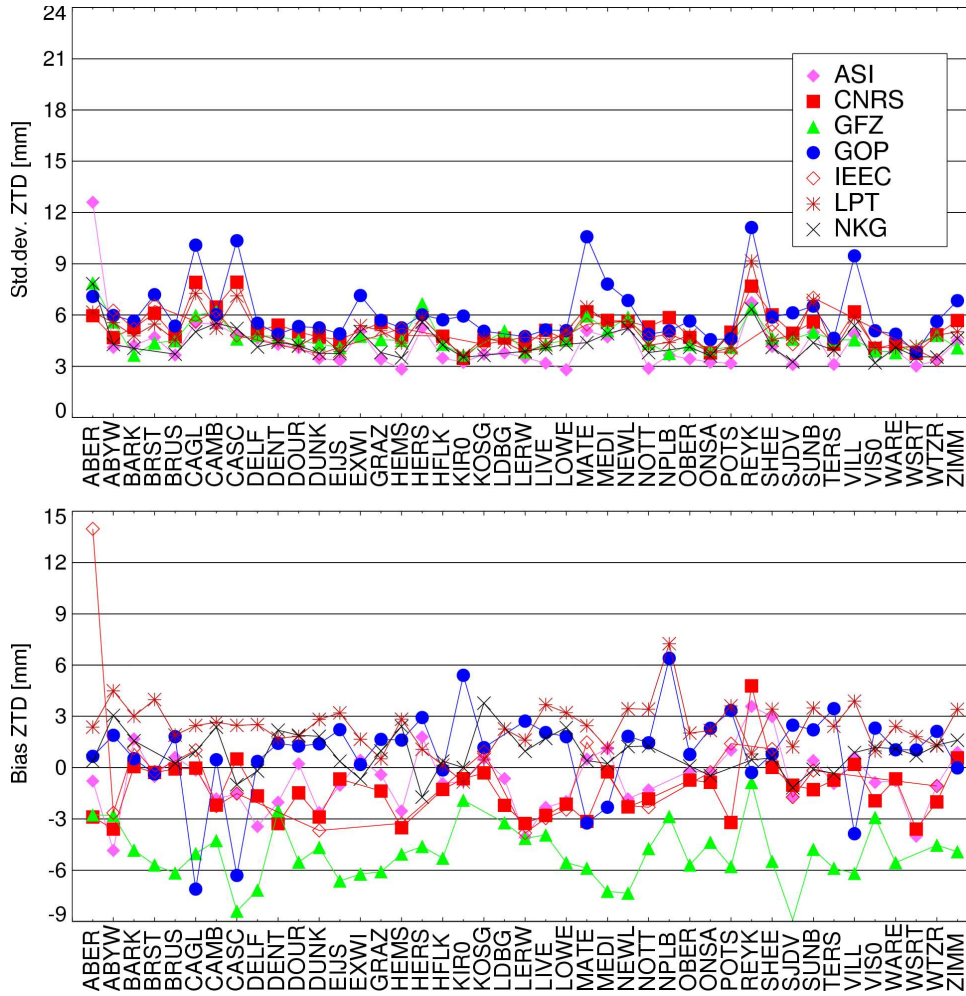 24
21
18
15
12
9
6
3
0
Std.dev. ZTD [mm]
ASI
CNRS
GFZ
GOP
IEEC
LPT
NKG
ABER
ABYW
BARK
BRST
BRUS
CAGL
CAMB
CASC
DELF
DENT
DOUR
DUNK
EIJS
EXWI
GRAZ
HEMS
HERS
HFLK
KIR0
KOSG
LDBG
LERW
LIVE
LOWE
MATE
MEDI
NEWL
NOTT
NPLB
OBER
ONSA
POTS
REYK
SHEE
SJDV
SUNB
TERS
VILL
VIS0
WARE
WSRT
WTZR
ZIMM
15
12
9
6
3
0
-3
-6
-9
Bias ZTD [mm]
ABER
ABYW
BARK
BRST
BRUS
CAGL
CAMB
CASC
DELF
DENT
DOUR
DUNK
EIJS
EXWI
GRAZ
HEMS
HERS
HFLK
KIR0
KOSG
LDBG
LERW
LIVE
LOWE
MATE
MEDI
NEWL
NOTT
NPLB
OBER
ONSA
POTS
REYK
SHEE
SJDV
SUNB
TERS
VILL
VIS0
WARE
WSRT
WTZR
ZIMM